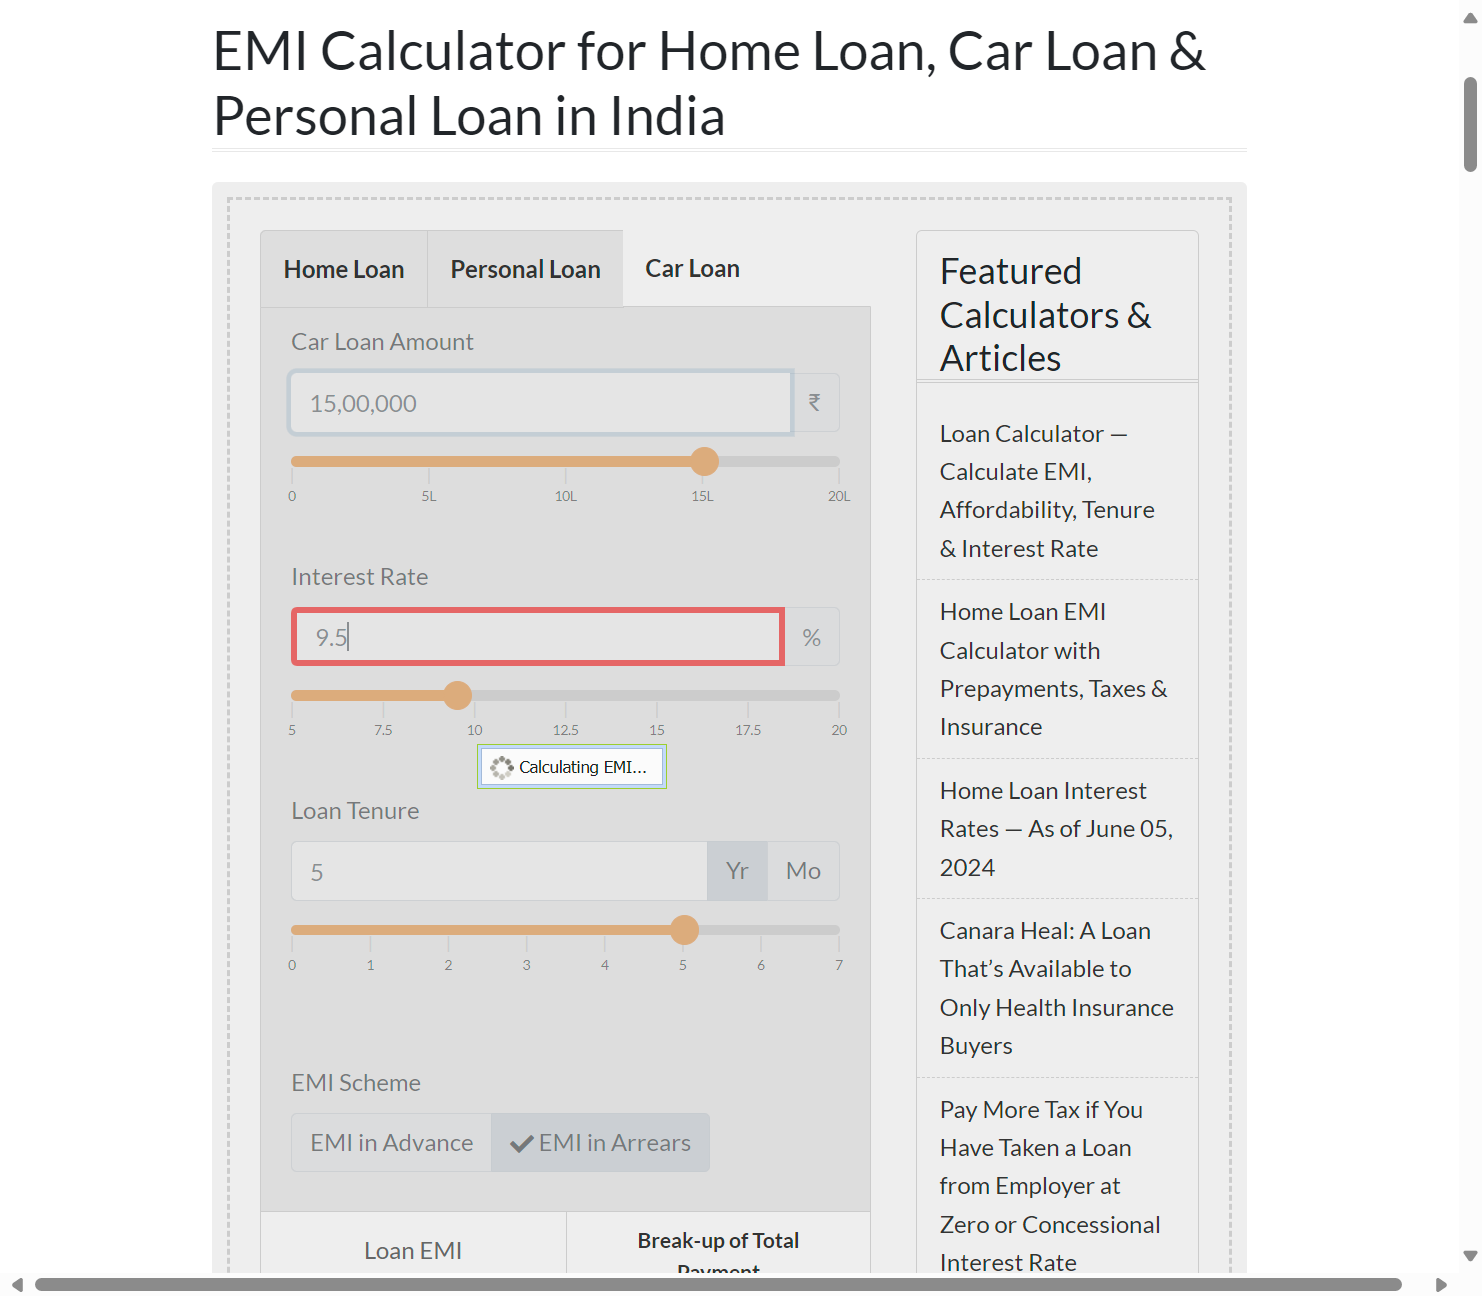 EMI Calculator for Home Loan, Car Loan &
Personal Loan in India
Home Loan
Personal Loan
Car Loan
Car Loan Amount
15,00,000
₹
0
5L
10L
15L
20L
Interest Rate
9.5
%
5
7.5
10
12.5
15
17.5
20
Calculating EMI...
Loan Tenure
5
Yr
Mo
0
1
2
3
4
5
6
7
EMI Scheme
EMI in Advance
EMI in Arrears
Loan EMI
Break-up of Total
Payment
Featured
Calculators &
Articles
Loan Calculator —
Calculate EMI,
Affordability, Tenure
& Interest Rate
Home Loan EMI
Calculator with
Prepayments, Taxes &
Insurance
Home Loan Interest
Rates — As of June 05,
2024
Canara Heal: A Loan
That's Available to
Only Health Insurance
Buyers
Pay More Tax if You
Have Taken a Loan
from Employer at
Zero or Concessional
Interest Rate